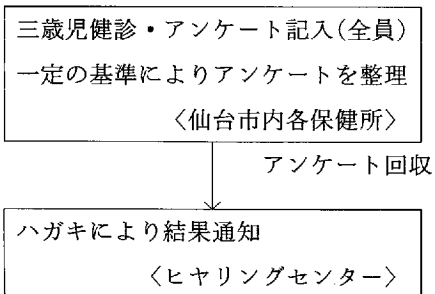 三歳児健診・アンケート記入(全員)
一定の基準によりアンケートを整理
〈仙台市内各保健所〉
アンケート回収
ハガキにより結果通知
〈ヒヤリングセンター〉